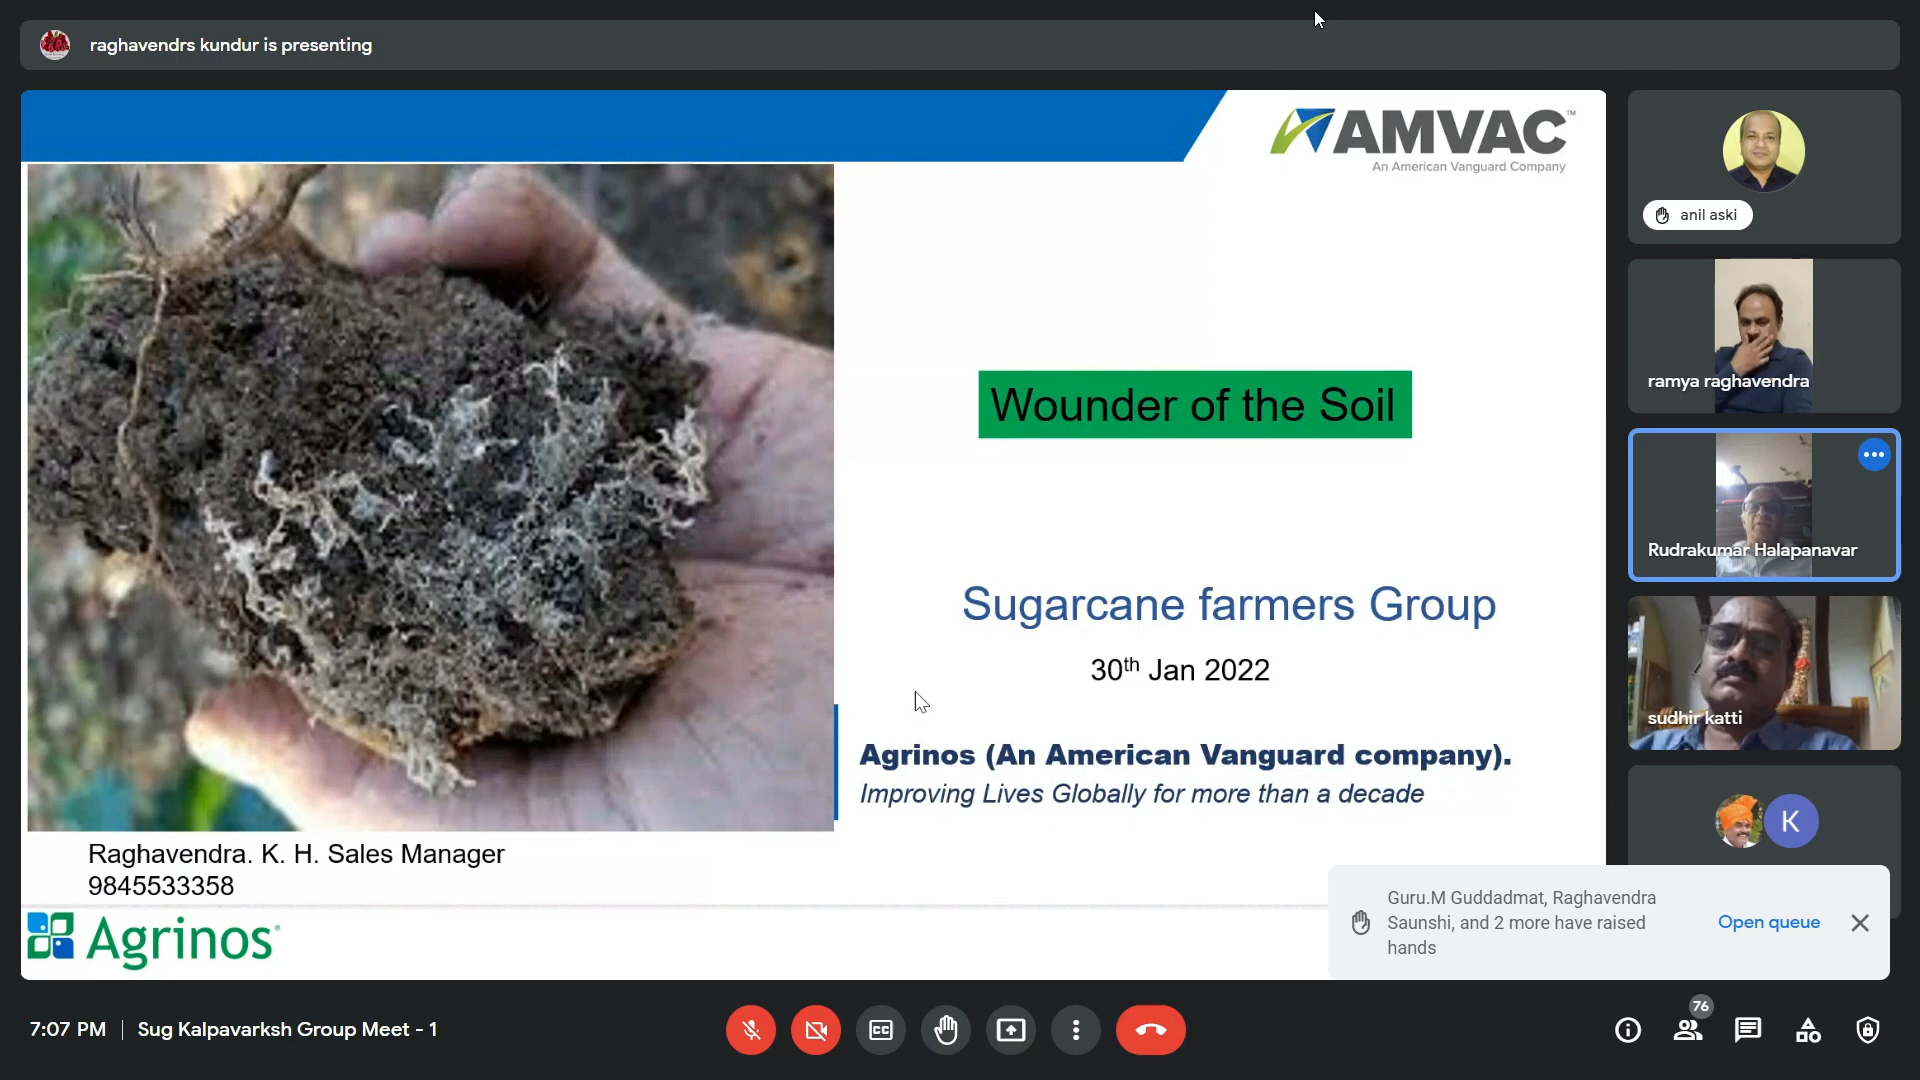 raghavendrs kundur is presenting
AMVAC™
An American Vanguard Company
Wounder of the Soil
Sugarcane farmers Group
30th Jan 2022
Agrinos (An American Vanguard company).
Improving Lives Globally for more than a decade
Raghavendra. K. H. Sales Manager
9845533358
Agrinos
anil aski
ramya raghavendra
Rudrakumar Halapanavar
sudhir katti
K
Guru.M Guddadmat, Raghavendra
Saunshi, and 2 more have raised
hands
Open queue
7:07 PM | Sug Kalpavarksh Group Meet - 1
CC
76